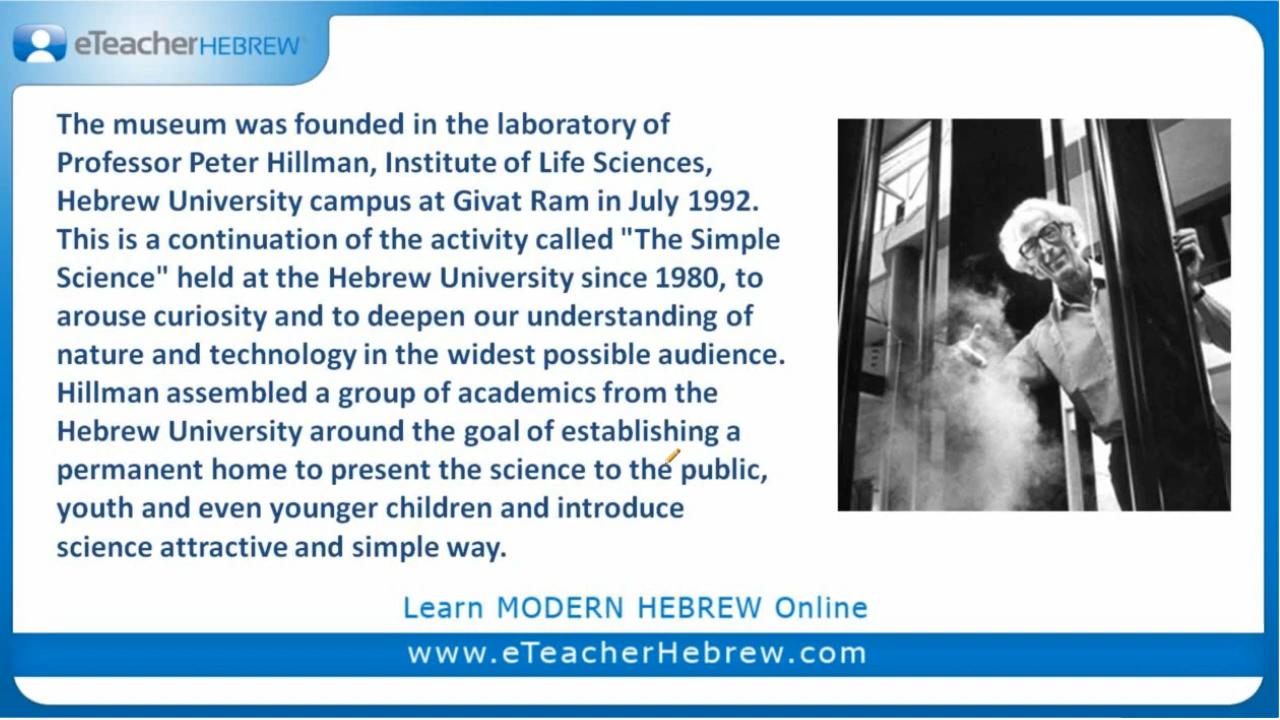 eTeacherHEBREW
The museum was founded in the laboratory of
Professor Peter Hillman, Institute of Life Sciences,
Hebrew University campus at Givat Ram in July 1992.
This is a continuation of the activity called "The Simple
Science" held at the Hebrew University since 1980, to
arouse curiosity and to deepen our understanding of
nature and technology in the widest possible audience.
Hillman assembled a group of academics from the
Hebrew University around the goal of establishing a
permanent home to present the science to the public,
youth and even younger children and introduce
science attractive and simple way.
Learn MODERN HEBREW Online
www.eTeacherHebrew.com